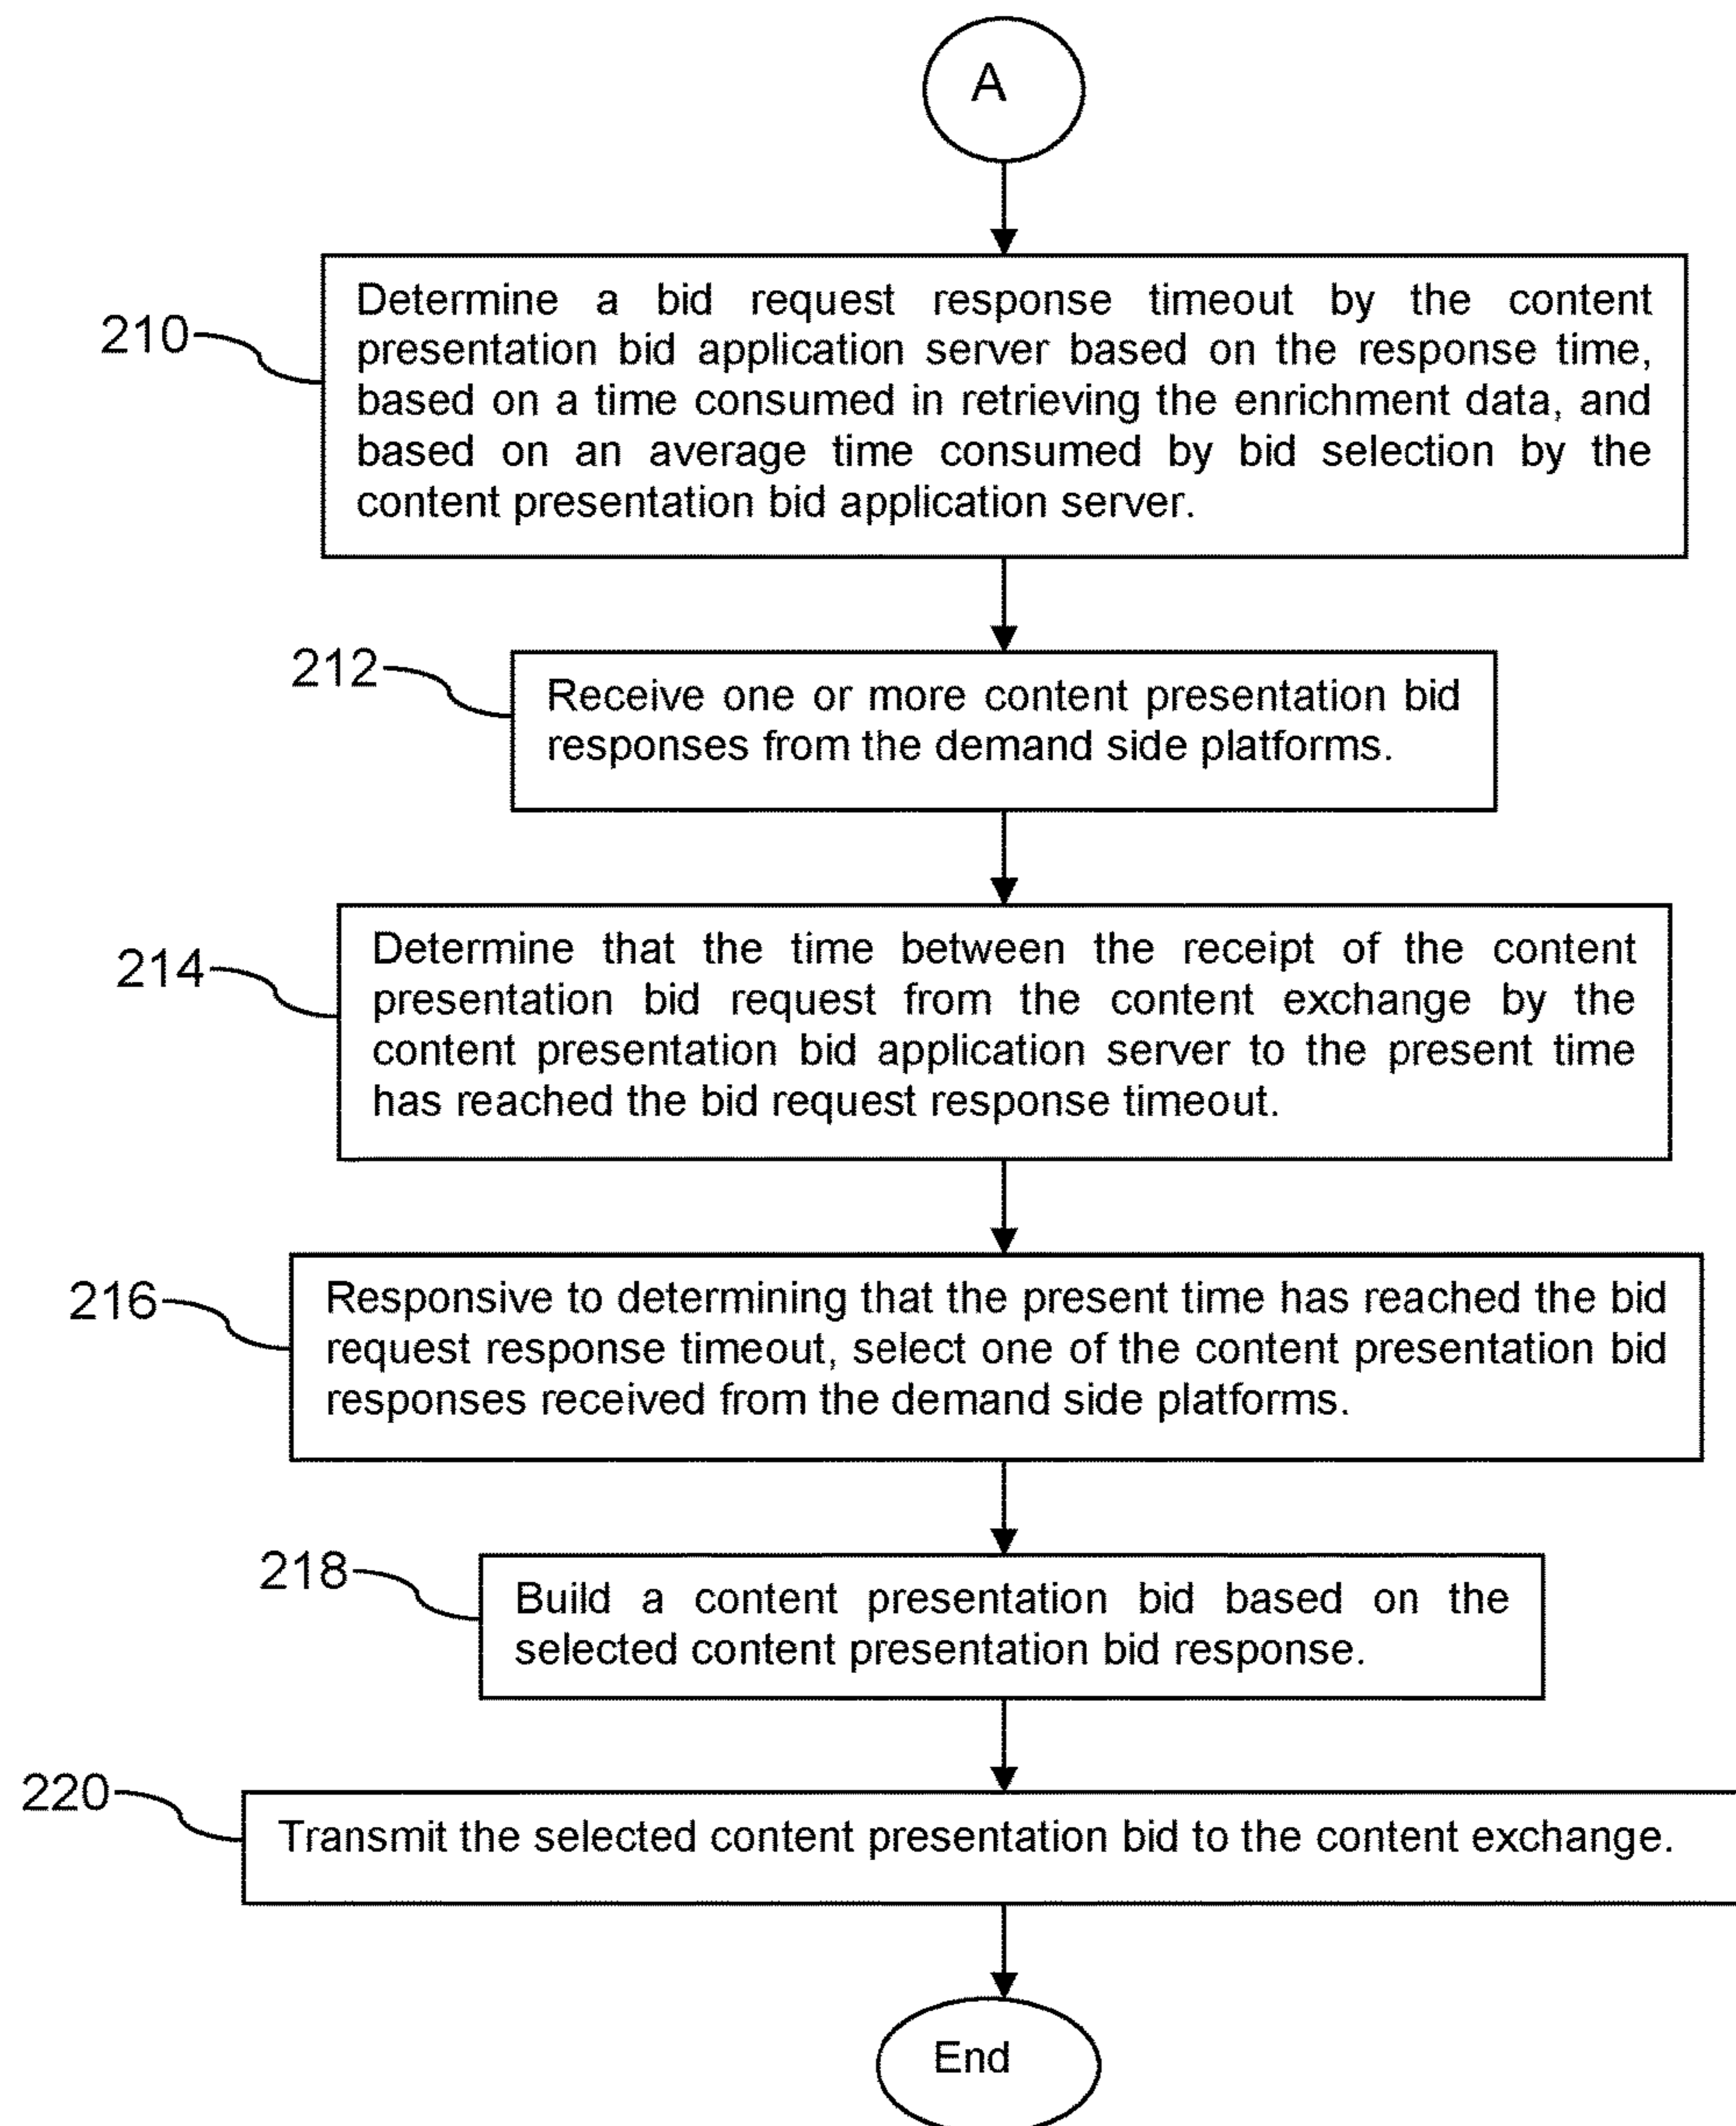 A
210
Determine a bid request response timeout by the content
presentation bid application server based on the response time,
based on a time consumed in retrieving the enrichment data, and
based on an average time consumed by bid selection by the
content presentation bid application server.
212
Receive one or more content presentation bid
responses from the demand side platforms.
214
Determine that the time between the receipt of the content
presentation bid request from the content exchange by the
content presentation bid application server to the present time
has reached the bid request response timeout.
216
Responsive to determining that the present time has reached the bid
request response timeout, select one of the content presentation bid
responses received from the demand side platforms.
218
Build a content presentation bid based on the
selected content presentation bid response.
220
Transmit the selected content presentation bid to the content exchange.
End